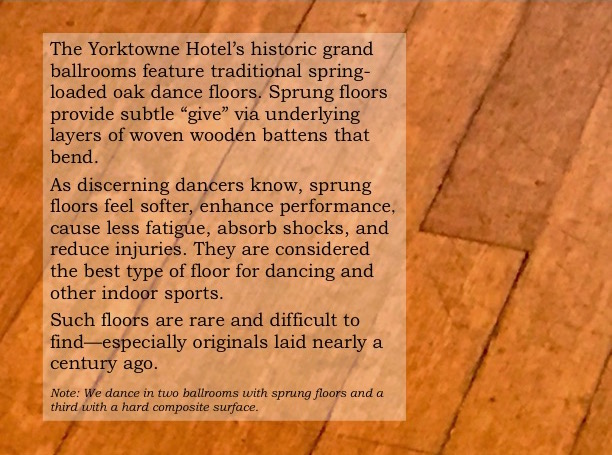 The Yorktowne Hotel’s historic grand
ballrooms feature traditional spring-
loaded oak dance floors. Sprung floors
provide subtle “give” via underlying
layers of woven wooden battens that
bend.
As discerning dancers know, sprung
floors feel softer, enhance performance,
cause less fatigue, absorb shocks, and
reduce injuries. They are considered
the best type of floor for dancing and
other indoor sports.
Such floors are rare and difficult to
find—especially originals laid nearly a
century ago.
Note: We dance in two ballrooms with sprung floors and a
third with a hard composite surface.